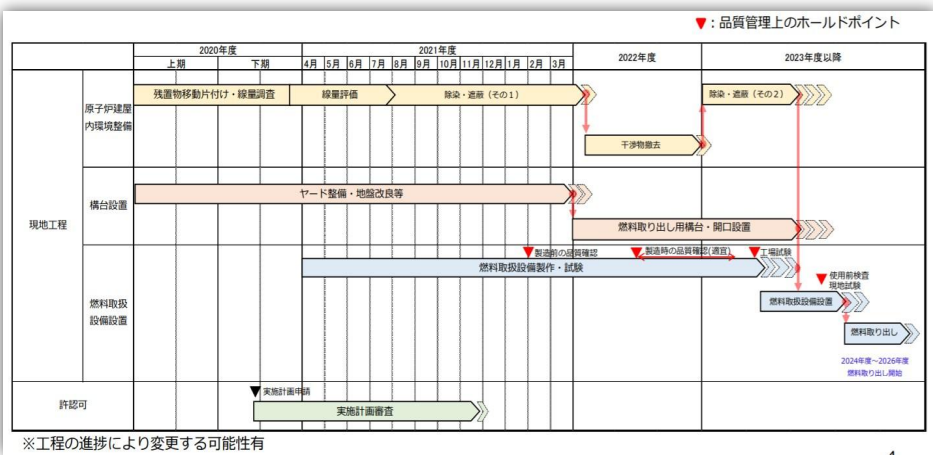 ▼:品質管理上のホールドポイント
2020年度
2021年度
2022年度
2023年度以降
上期
下期
4月 5月 6月 7月 8月 9月 10月 11月 12月 1月 2月 3月
現地工程
原子炉建屋
内環境整備
残置物移動片付け・線量調査
線量評価
除染・遮蔽(その1)
除染・遮蔽(その2)
干渉物撤去
構台設置
ヤード整備・地盤改良等
燃料取り出し用構台・開口設置
燃料取扱
設備設置
▼製造前の品質確認
▼製造時の品質確認(適宜)
▼工場試験
燃料取扱設備製作・試験
▼使用前検査
現地試験
燃料取扱設備設置
燃料取り出し
2024年度~2026年度
燃料取り出し開始
許認可
▼実施計画申請
実施計画審査
※工程の進捗により変更する可能性有